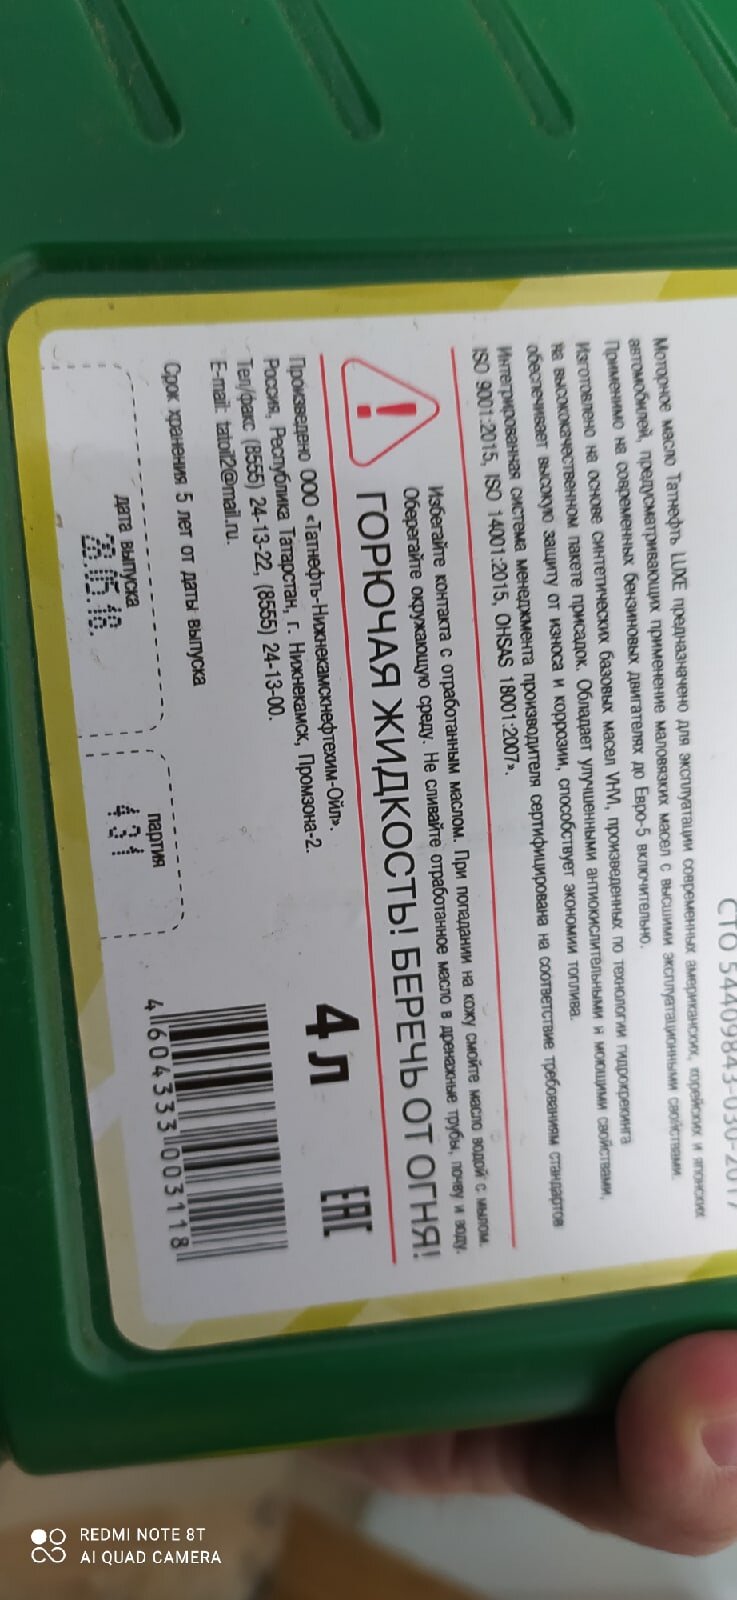 СТО 54409843-030-2017
Моторное масло Татнефть LUXE предназначено для эксплуатации современных американских, корейских и японских
автомобилей, предусматривающих применение маловязких масел с высшими эксплуатационными свойствами.
Применимо на современных бензиновых двигателях до Евро-5 включительно.
Изготовлено на основе синтетических базовых масел VHVI, произведенных по технологии гидрокрекинга
на высококачественном пакете присадок. Обладает улучшенными антиокислительными и моющими свойствами,
обеспечивает высокую защиту от износа и коррозии, способствует экономии топлива.
Интегрированная система менеджмента производителя сертифицирована на соответствие требованиям стандартов
ISO 9001:2015, ISO 14001:2015, OHSAS 18001:2007».
Избегайте контакта с отработанным маслом. При попадании на кожу смойте масло водой с мылом.
Оберегайте окружающую среду. Не сливайте отработанное масло в дренажные трубы, почву и воду.
ГОРЮЧАЯ ЖИДКОСТЬ! БЕРЕЧЬ ОТ ОГНЯ!
Произведено ООО «Татнефть-Нижнекамскнефтехим-Ойл».
Россия, Республика Татарстан, г. Нижнекамск, Промзона-2.
Тел/факс (8555) 24-13-22, (8555) 24-13-00.
E-mail: tatoil2@mail.ru.
4 л
EAC
Срок хранения 5 лет от даты выпуска
дата выпуска
партия
431
4 604333 003118
REDMI NOTE 8T
AI QUAD CAMERA